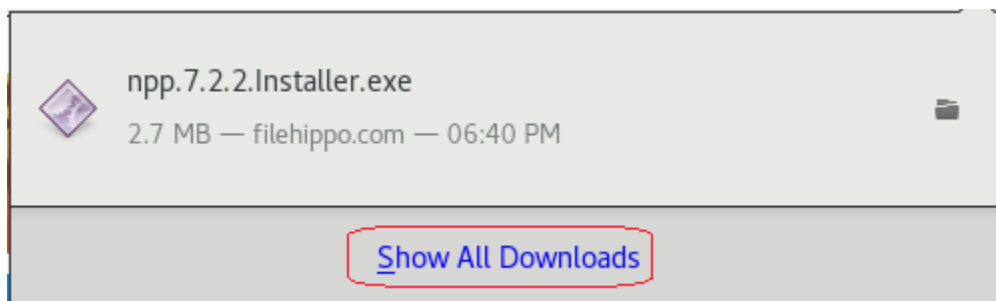 npp.7.2.2.Installer.exe
2.7 MB — filehippo.com — 06:40 PM
Show All Downloads